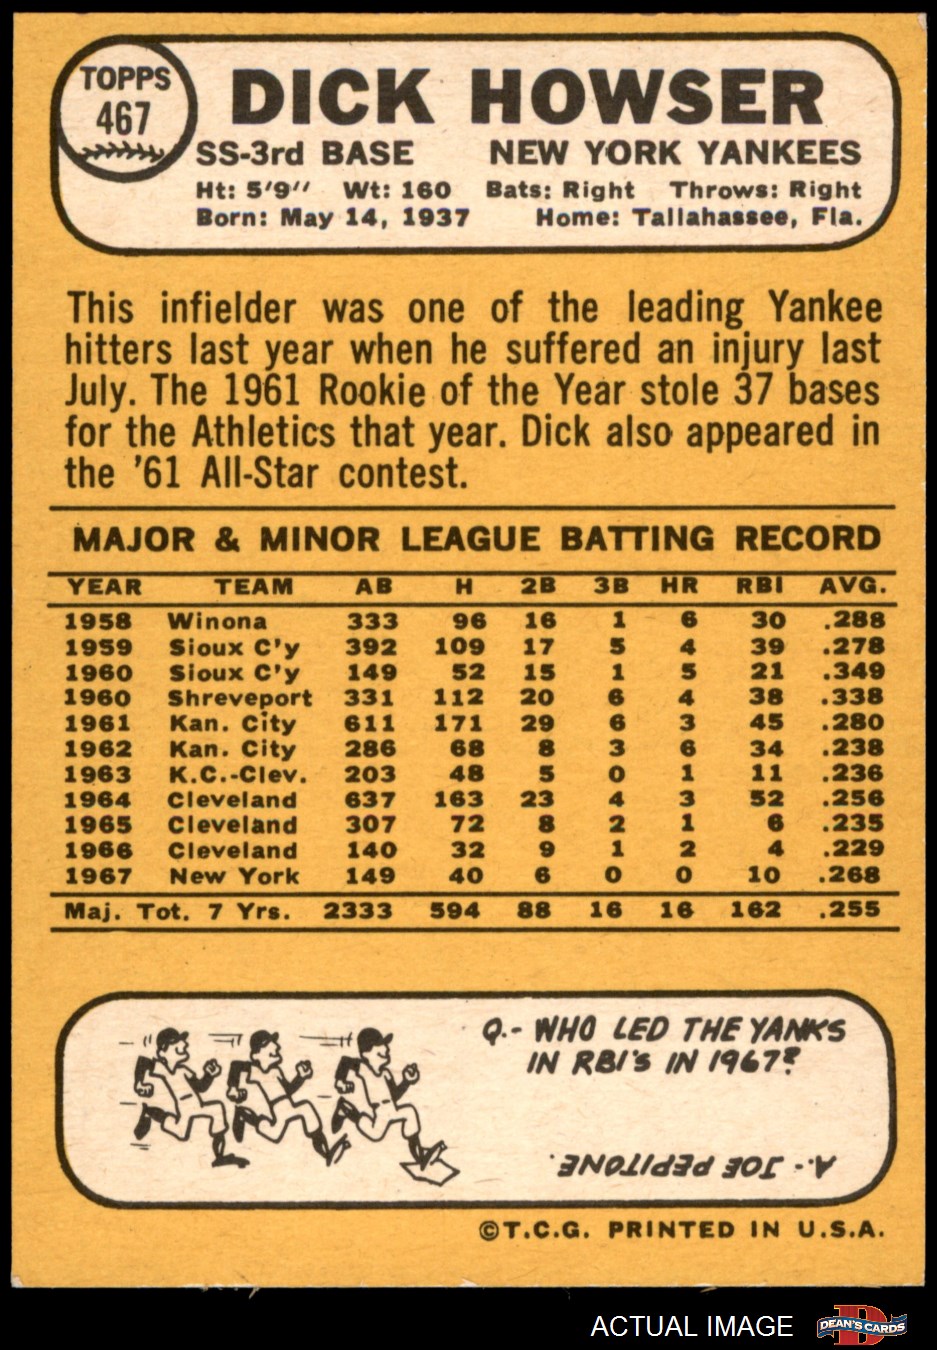 TOPPS
467
DICK HOWSER
SS-3rd BASE NEW YORK YANKEES
Ht: 5'9" Wt: 160 Bats: Right Throws: Right
Born: May 14, 1937 Home: Tallahassee, Fla.
This infielder was one of the leading Yankee
hitters last year when he suffered an injury last
July. The 1961 Rookie of the Year stole 37 bases
for the Athletics that year. Dick also appeared in
the '61 All-Star contest.
MAJOR & MINOR LEAGUE BATTING RECORD
YEAR TEAM AB H 2B 3B HR RBI AVG.
1958 Winona 333 96 16 1 6 30 .288
1959 Sioux C'y 392 109 17 5 4 39 .278
1960 Sioux C'y 149 52 15 1 5 21 .349
1960 Shreveport 331 112 20 6 4 38 .338
1961 Kan. City 611 171 29 6 3 45 .280
1962 Kan. City 286 68 8 3 6 34 .238
1963 K.C.-Clev. 203 48 5 0 1 11 .236
1964 Cleveland 637 163 23 4 3 52 .256
1965 Cleveland 307 72 8 2 1 6 .235
1966 Cleveland 140 32 9 1 2 4 .229
1967 New York 149 40 6 0 0 10 .268
Maj. Tot. 7 Yrs. 2333 594 88 16 16 162 .255
Q.- WHO LED THE YANKS
IN RBI'S IN 1967?
A.- JOE PEPITONE.
©T.C.G. PRINTED IN U.S.A.
ACTUAL IMAGE
DEAN'S CARDS